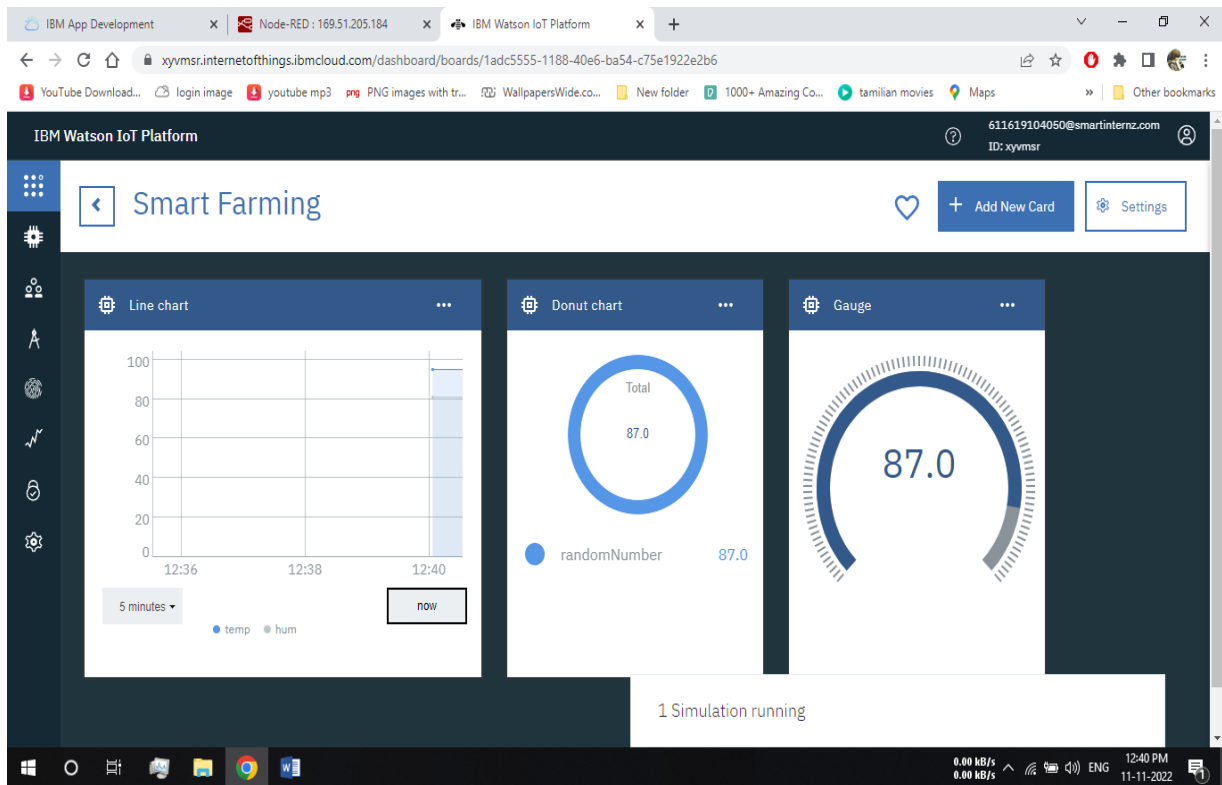 IBM App Development
Node-RED : 169.51.205.184
IBM Watson IoT Platform
xyvmsr.internetofthings.ibmcloud.com/dashboard/boards/1adc5555-1188-40e6-ba54-c75e1922e2b6
YouTube Download... login image youtube mp3 png PNG images with tr... WallpapersWide.co... New folder D 1000+ Amazing Co... tamilian movies Maps » Other bookmarks
IBM Watson IoT Platform
611619104050@smartinternz.com
ID: xyvmsr
Smart Farming
+ Add New Card
Settings
Line chart
100
80
60
40
20
0
12:36 12:38 12:40
5 minutes
now
temp hum
Donut chart
Total
87.0
randomNumber 87.0
Gauge
87.0
1 Simulation running
0.00 kB/s
0.00 kB/s
ENG
12:40 PM
11-11-2022
1